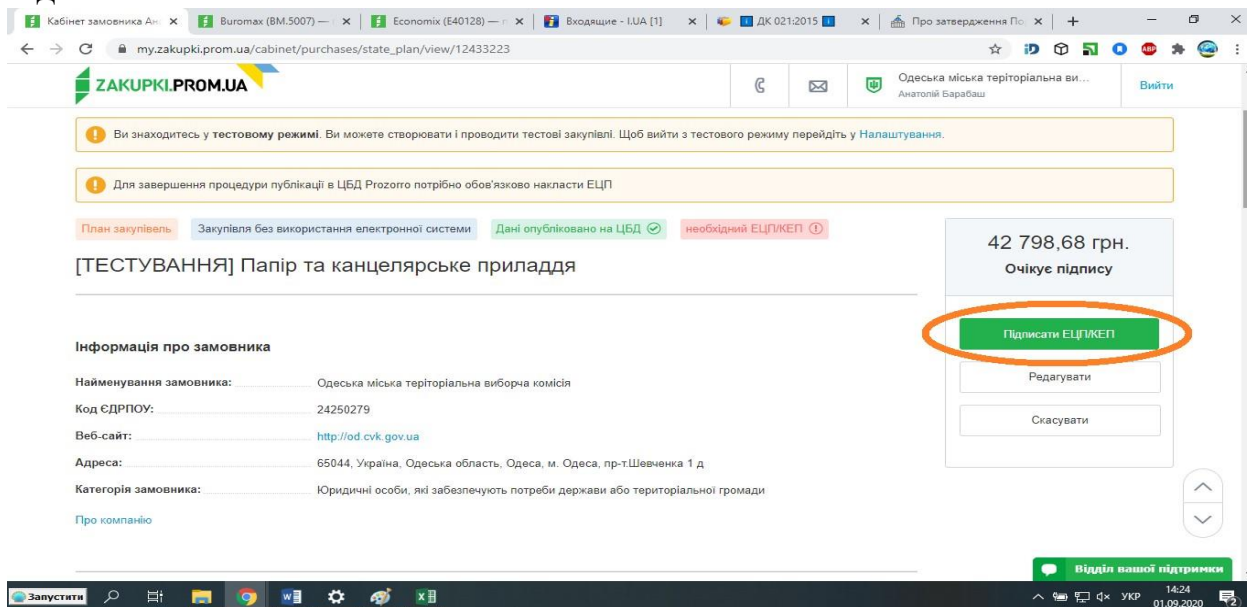 Кабінет замовника Ан
Buromax (BM.5007) —
Economix (E40128) —
Входящие - I.UA [1]
ДК 021:2015
Про затвердження По
my.zakupki.prom.ua/cabinet/purchases/state_plan/view/12433223
ZAKUPKI.PROM.UA
Одеська міська теріторіальна ви...
Анатолій Барабаш
Вийти
Ви знаходитесь у тестовому режимі. Ви можете створювати і проводити тестові закупівлі. Щоб вийти з тестового режиму перейдіть у Налаштування.
Для завершення процедури публікації в ЦБД Prozorro потрібно обов'язково накласти ЕЦП
План закупівель
Закупівля без використання електронної системи
Дані опубліковано на ЦБД
необхідний ЕЦП/КЕП
[ТЕСТУВАННЯ] Папір та канцелярське приладдя
42 798,68 грн.
Очікує підпису
Підписати ЕЦП/КЕП
Редагувати
Скасувати
Інформація про замовника
Найменування замовника: Одеська міська теріторіальна виборча комісія
Код ЄДРПОУ: 24250279
Веб-сайт: http://od.cvk.gov.ua
Адреса: 65044, Україна, Одеська область, Одеса, м. Одеса, пр-т.Шевченка 1 д
Категорія замовника: Юридичні особи, які забезпечують потреби держави або територіальної громади
Про компанію
Відділ вашої підтримки
Запустити
УКР
14:24
01.09.2020